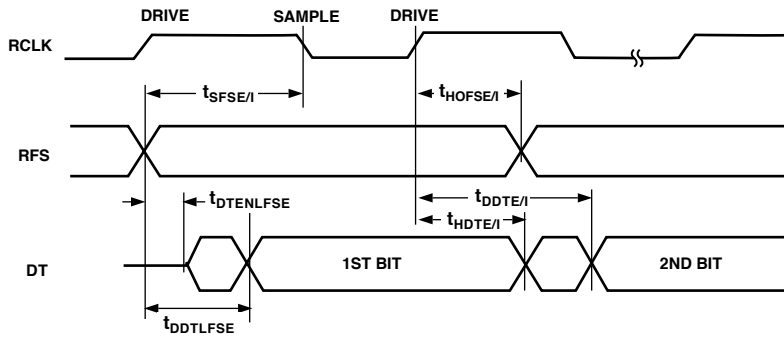 DRIVE SAMPLE DRIVE
RCLK
tSFSE/I tHOFSE/I
RFS
tDTENLFSE tDDTE/I
tHDTE/I
DT 1ST BIT 2ND BIT
tDDTLFSE